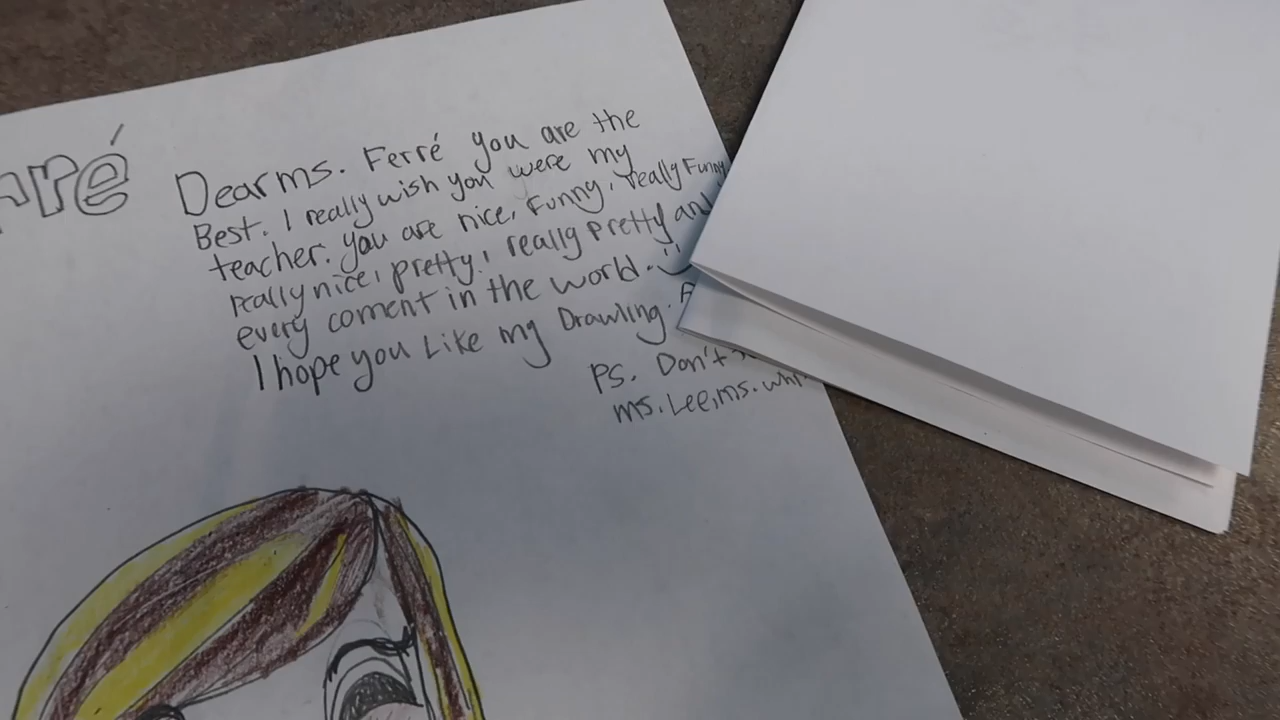 rré
Dear ms. Ferré you are the
Best. I really wish you were my
teacher. you are nice, Funny, really Funny
really nice, pretty, really pretty and
every coment in the world. :)
I hope you Like my Drawling.
PS. Don't
ms. Lee, ms.